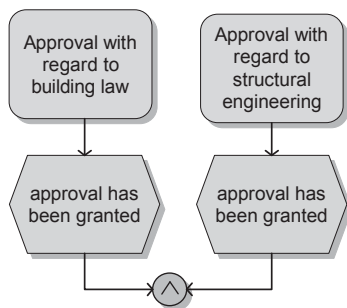 Approval with
regard to
building law
Approval with
regard to
structural
engineering
approval has
been granted
approval has
been granted
∧